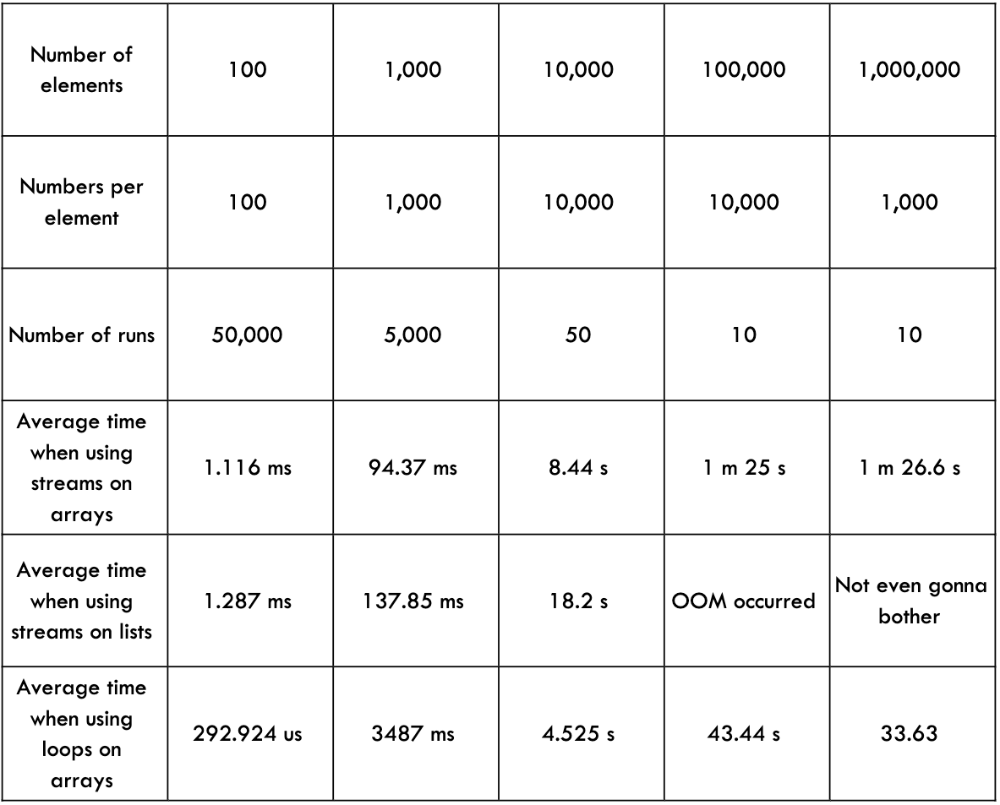 Number of
elements
100
1,000
10,000
100,000
1,000,000
Numbers per
element
100
1,000
10,000
10,000
1,000
Number of runs
50,000
5,000
50
10
10
Average time
when using
streams on
arrays
1.116 ms
94.37 ms
8.44 s
1 m 25 s
1 m 26.6 s
Average time
when using
streams on lists
1.287 ms
137.85 ms
18.2 s
OOM occurred
Not even gonna
bother
Average time
when using
loops on
arrays
292.924 us
3487 ms
4.525 s
43.44 s
33.63